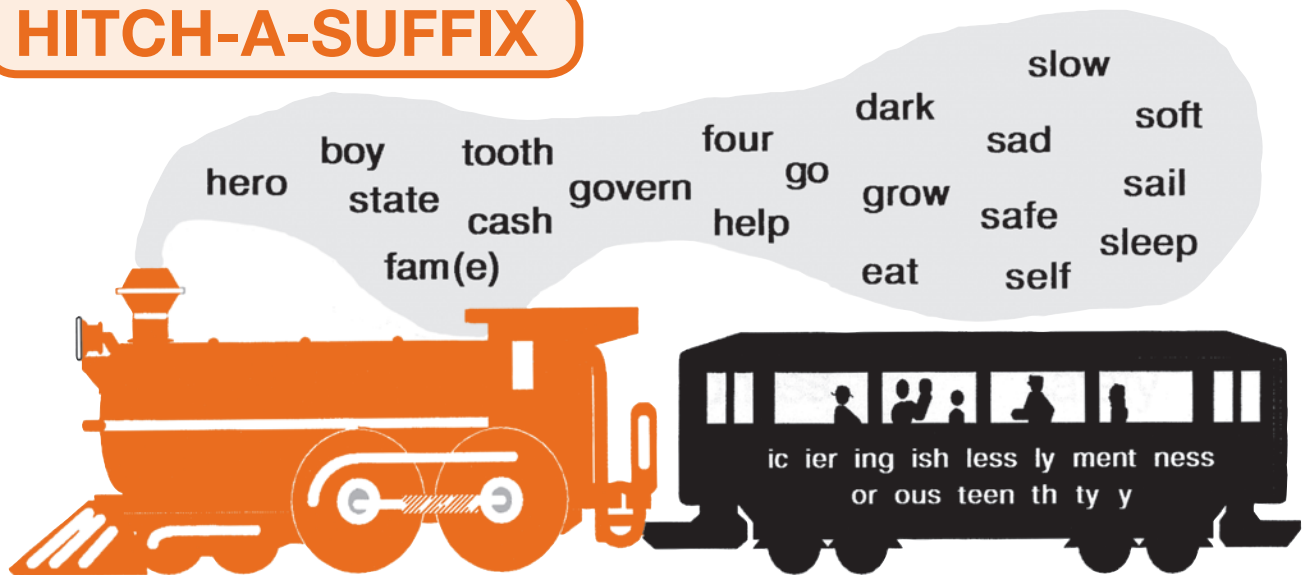 HITCH-A-SUFFIX
hero
boy
state
fam(e)
tooth
cash
govern
four
go
help
dark
grow
eat
slow
sad
safe
self
soft
sail
sleep
ic ier ing ish less ly ment ness
or ous teen th ty y